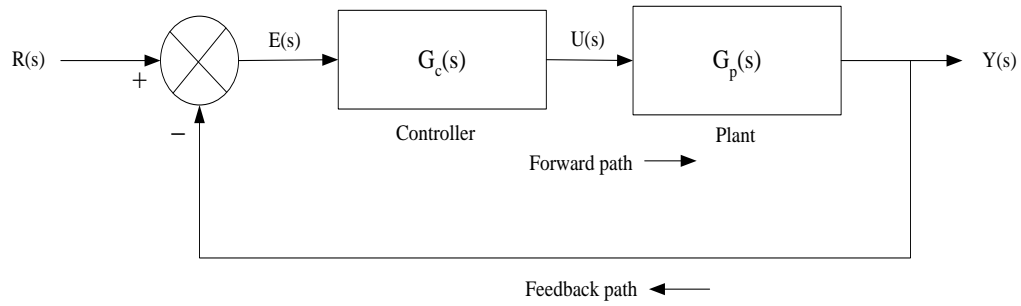 R(s)
+
−
E(s)
G_c(s)
Controller
U(s)
G_p(s)
Plant
Y(s)
Forward path
Feedback path